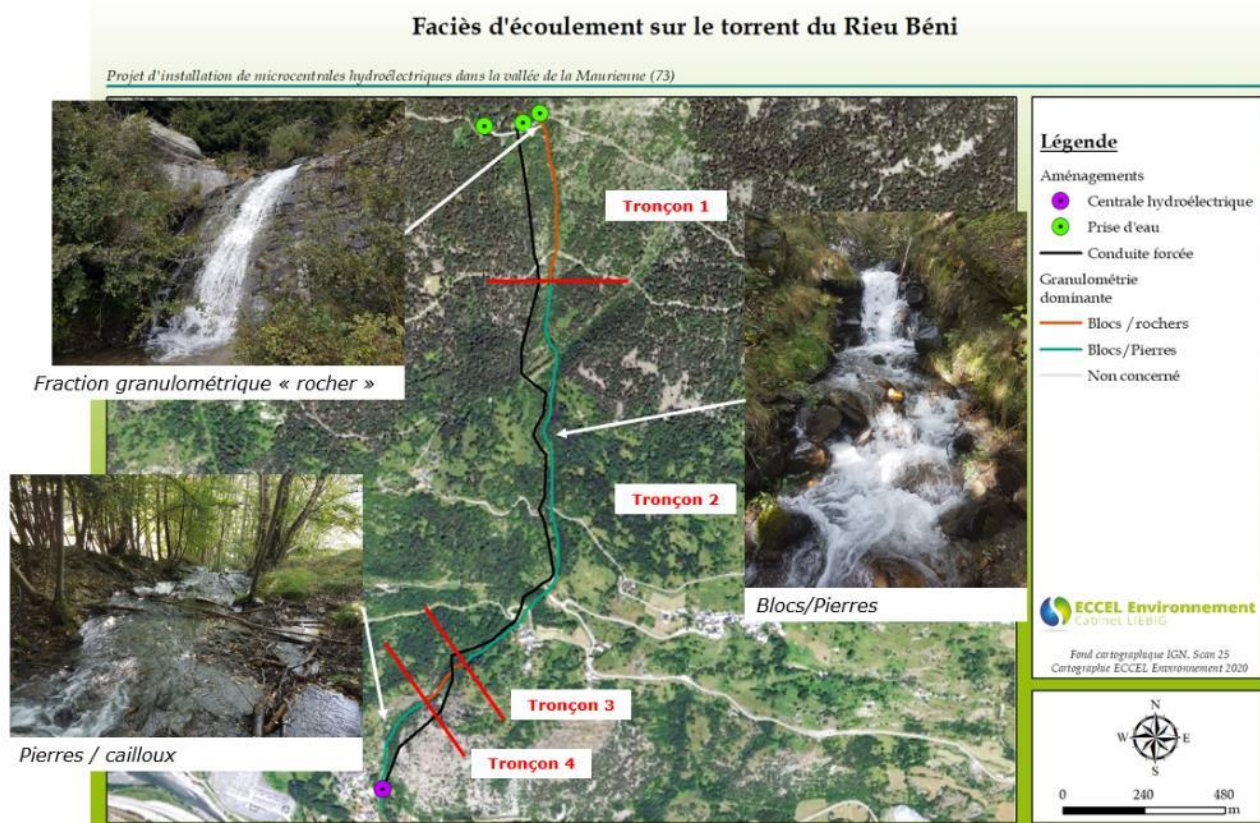 Faciès d'écoulement sur le torrent du Rieu Béni
Projet d'installation de microcentrales hydroélectriques dans la vallée de la Maurienne (73)
Fraction granulométrique « rocher »
Pierres / cailloux
Tronçon 1
Tronçon 2
Tronçon 3
Tronçon 4
Blocs/Pierres
Légende
Aménagements
Centrale hydroélectrique
Prise d'eau
Conduite forcée
Granulométrie
dominante
Blocs / rochers
Blocs/Pierres
Non concerné
ECCEL Environnement
Cabinet LIEBIG
Fond cartographique IGN, Scan 25
Cartographie ECCEL Environnement 2020
N
W E
S
0 240 480
m